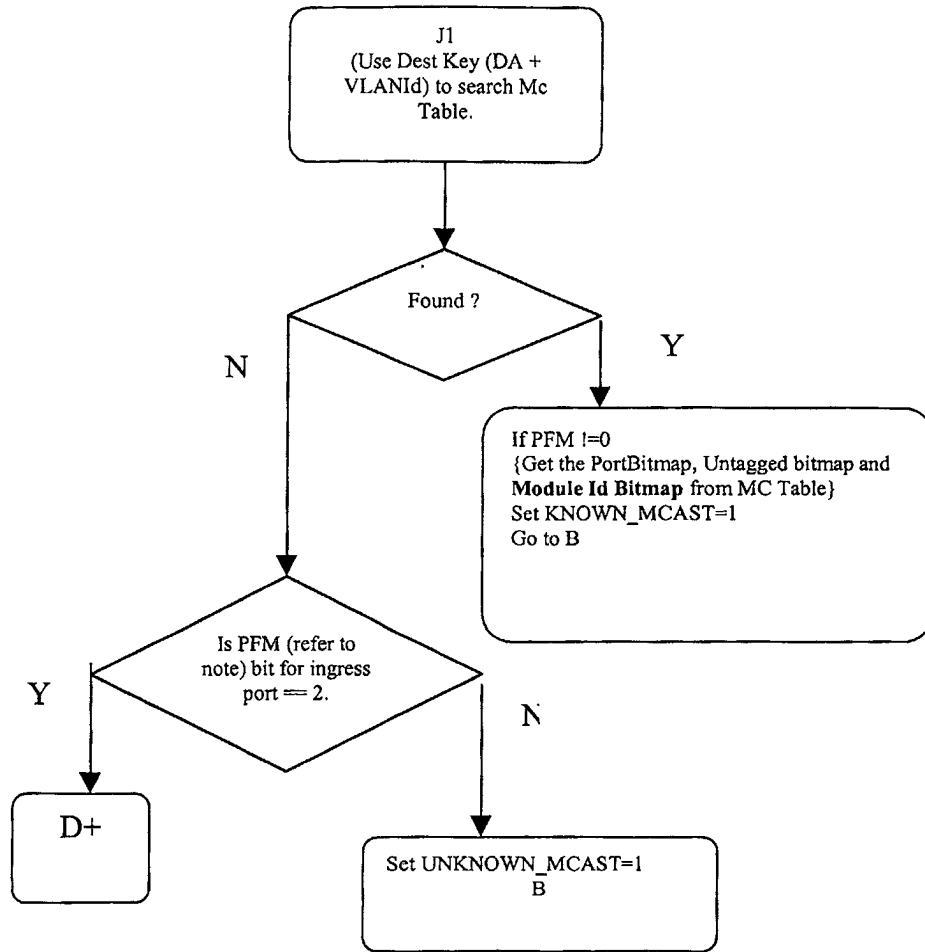 J1
(Use Dest Key (DA +
VLANId) to search Mc
Table.
Found ?
N
Y
If PFM !=0
{Get the PortBitmap, Untagged bitmap and
Module Id Bitmap from MC Table}
Set KNOWN_MCAST=1
Go to B
Is PFM (refer to
note) bit for ingress
port == 2.
Y
N
D+
Set UNKNOWN_MCAST=1
B